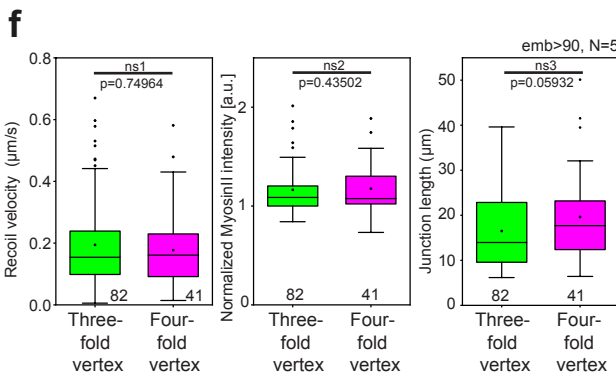 f
emb>90, N=5
ns1
p=0.74964
Recoil velocity (μm/s)
0.8
0.6
0.4
0.2
0.0
82
41
Three-
fold
vertex
Four-
fold
vertex
ns2
p=0.43502
Normalized MyosinII intensity [a.u.]
2
1
82
41
Three-
fold
vertex
Four-
fold
vertex
ns3
p=0.05932
Junction length (μm)
50
40
30
20
10
0
82
41
Three-
fold
vertex
Four-
fold
vertex